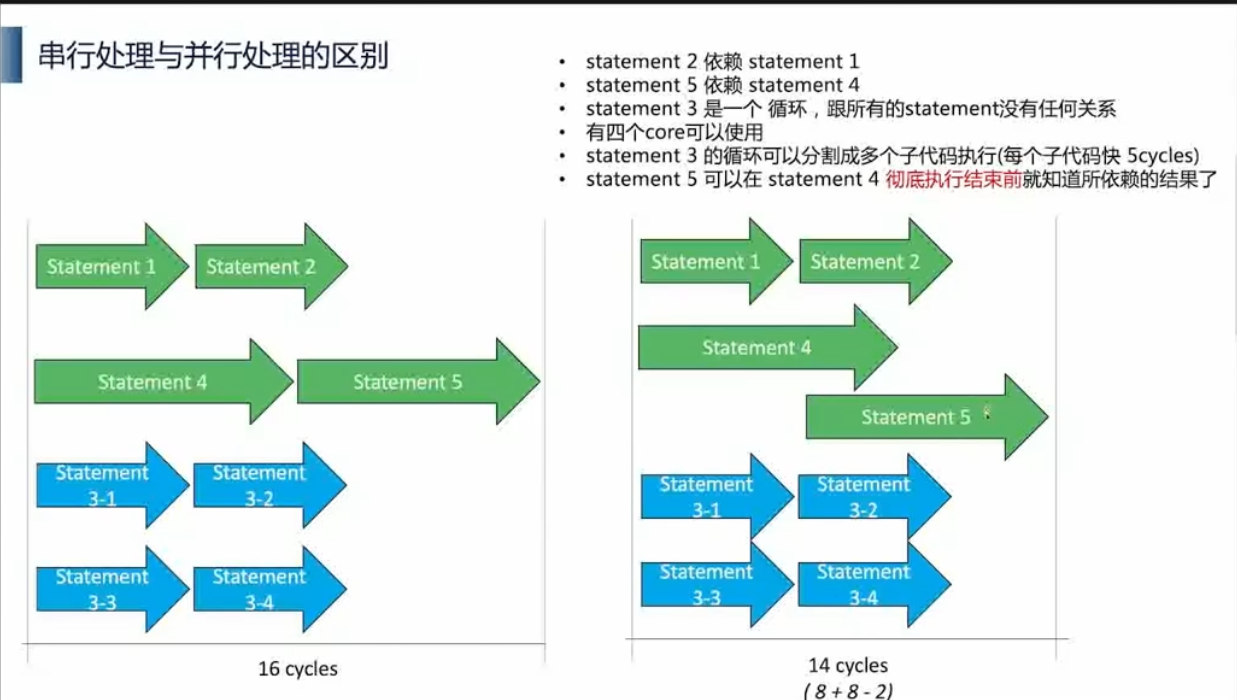 串行处理与并行处理的区别
• statement 2 依赖 statement 1
• statement 5 依赖 statement 4
• statement 3 是一个 循环，跟所有的statement没有任何关系
• 有四个core可以使用
• statement 3 的循环可以分割成多个子代码执行(每个子代码快 5cycles)
• statement 5 可以在 statement 4 彻底执行结束前就知道所依赖的结果了
Statement 1
Statement 2
Statement 4
Statement 5
Statement
3-1
Statement
3-2
Statement
3-3
Statement
3-4
16 cycles
Statement 1
Statement 2
Statement 4
Statement 5
Statement
3-1
Statement
3-2
Statement
3-3
Statement
3-4
14 cycles
( 8 + 8 - 2)